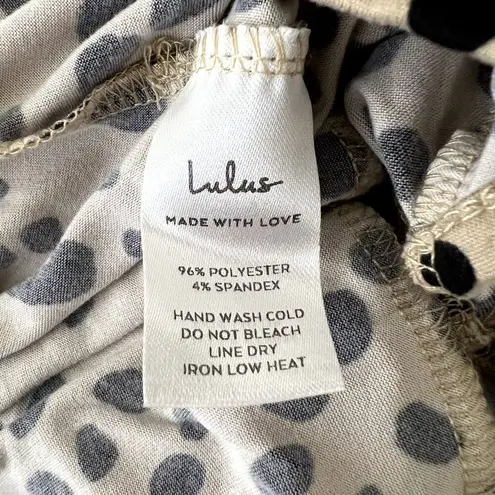 Lulus
MADE WITH LOVE
96% POLYESTER
4% SPANDEX
HAND WASH COLD
DO NOT BLEACH
LINE DRY
IRON LOW HEAT